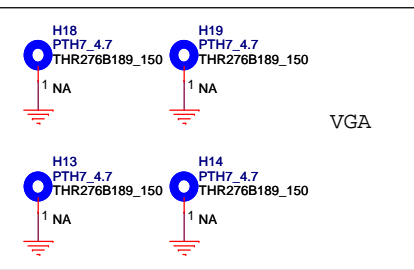 H18
PTH7_4.7
THR276B189_150
1 NA
H19
PTH7_4.7
THR276B189_150
1 NA
VGA
H13
PTH7_4.7
THR276B189_150
1 NA
H14
PTH7_4.7
THR276B189_150
1 NA